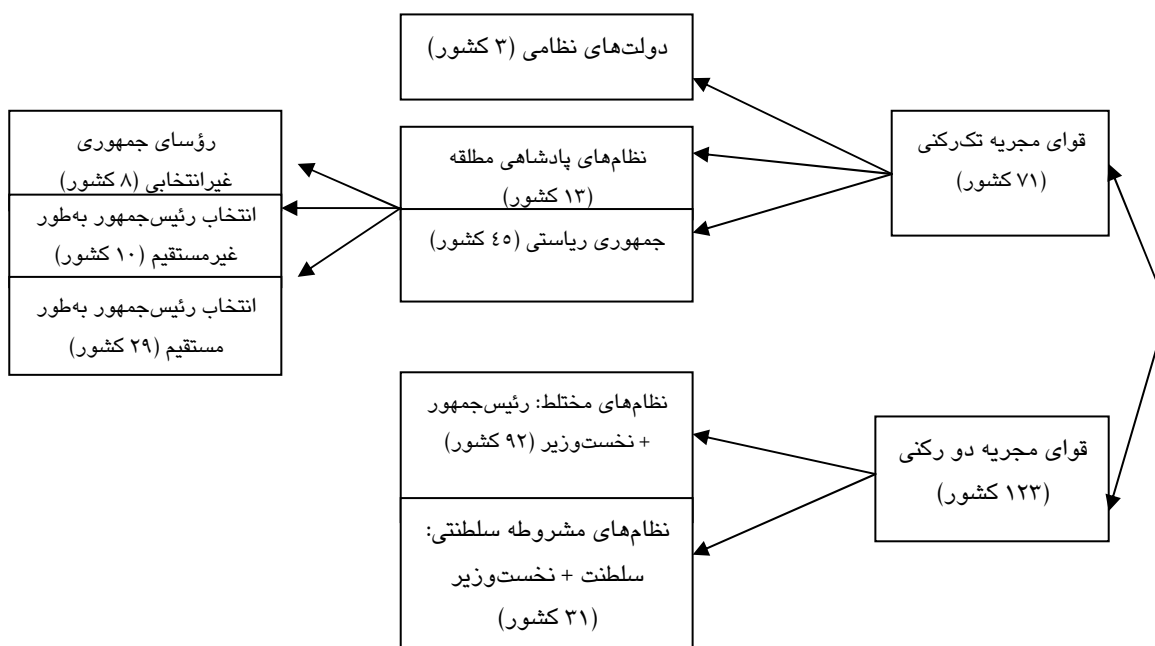 دولت‌های نظامی (۳ کشور)
قوای مجریه تک‌رکنی
(۷۱ کشور)
نظام‌های پادشاهی مطلقه
(۱۳ کشور)
جمهوری ریاستی (٤٥ کشور)
رؤسای جمهوری
غیرانتخابی (۸ کشور)
انتخاب رئیس‌جمهور به‌طور
غیرمستقیم (۱۰ کشور)
انتخاب رئیس‌جمهور به‌طور
مستقیم (۲۹ کشور)
قوای مجریه دو رکنی
(۱۲۳ کشور)
نظام‌های مختلط: رئیس‌جمهور
+ نخست‌وزیر (۹۲ کشور)
نظام‌های مشروطه سلطنتی:
سلطنت + نخست‌وزیر
(۳۱ کشور)